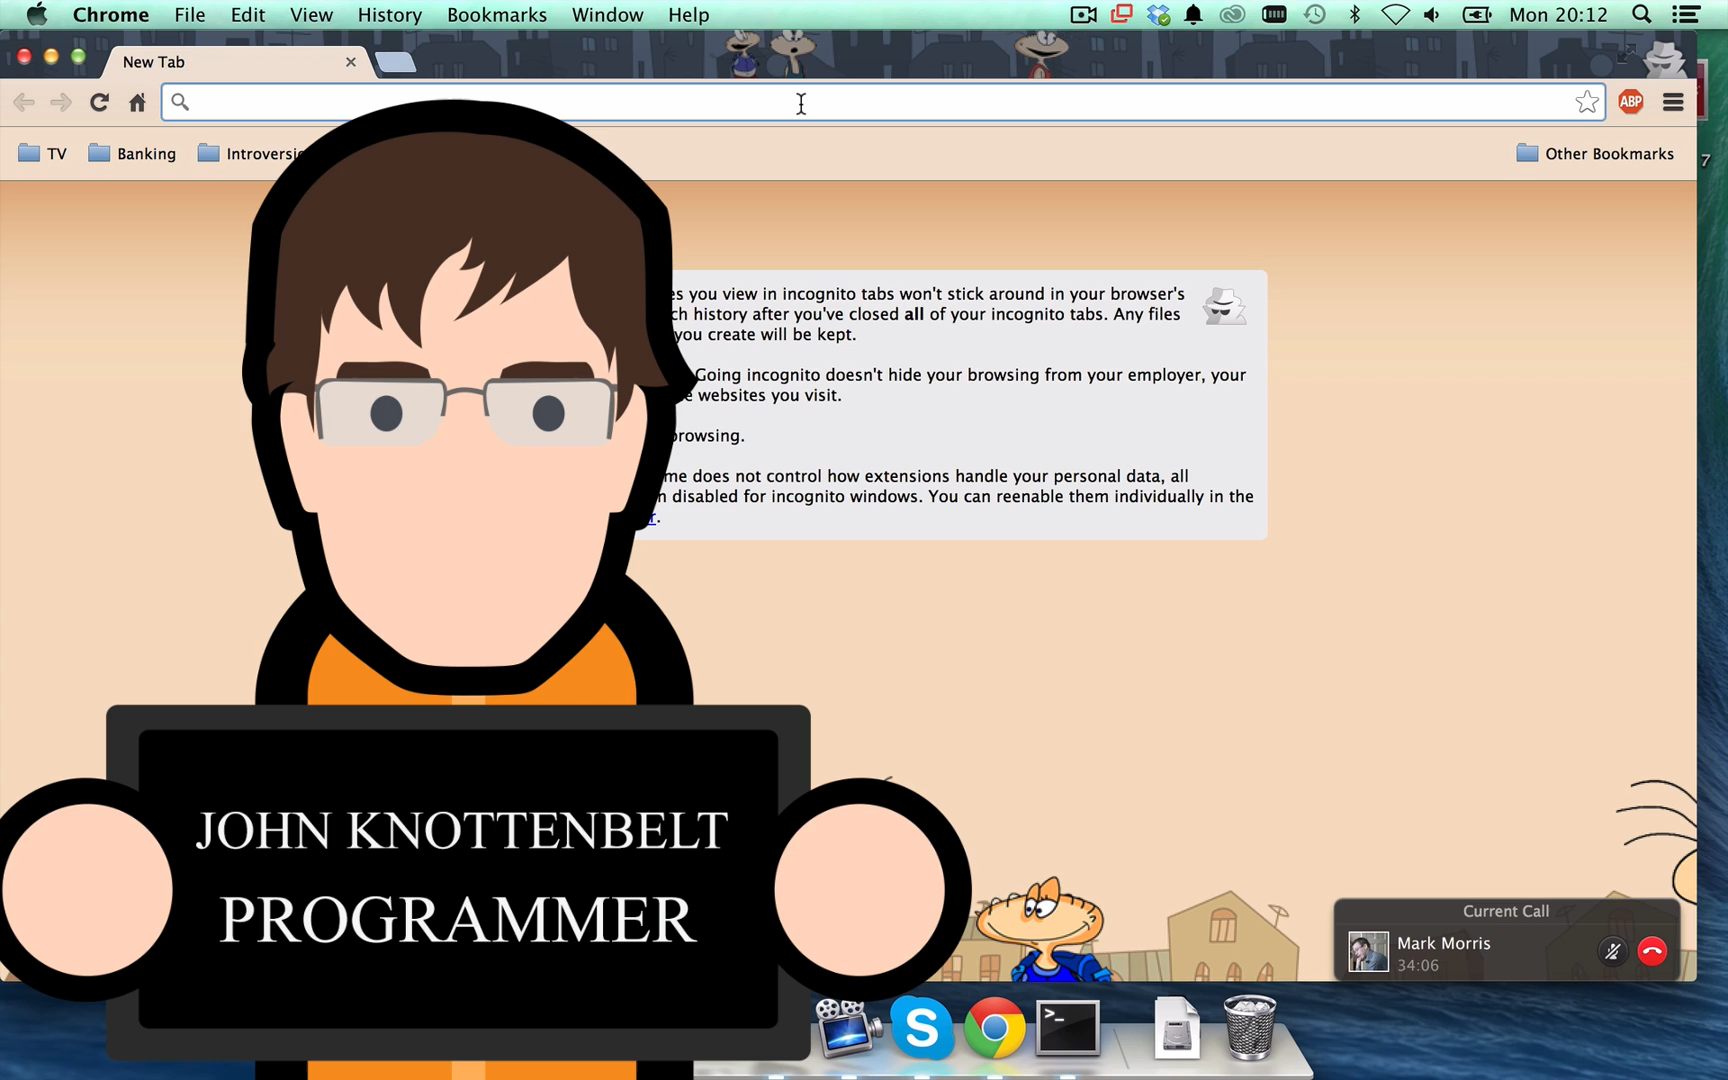 Chrome File Edit View History Bookmarks Window Help Mon 20:12
New Tab
ABP
TV Banking Introversi Other Bookmarks
7
es you view in incognito tabs won't stick around in your browser's
ch history after you've closed all of your incognito tabs. Any files
you create will be kept.
Going incognito doesn't hide your browsing from your employer, your
e websites you visit.
browsing.
me does not control how extensions handle your personal data, all
n disabled for incognito windows. You can reenable them individually in the
r.
JOHN KNOTTENBELT
PROGRAMMER
Current Call
Mark Morris
34:06